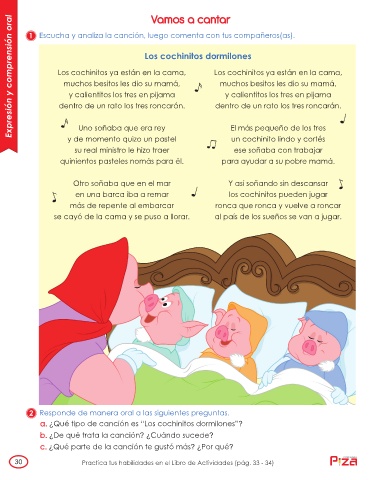 Expresión y comprensión oral
Vamos a cantar
1 Escucha y analiza la canción, luego comenta con tus compañeros(as).
Los cochinitos dormilones
Los cochinitos ya están en la cama,
muchos besitos les dio su mamá,
y calientitos los tres en pijama
dentro de un rato los tres roncarán.
Uno soñaba que era rey
y de momento quizo un pastel
su real ministro le hizo traer
quinientos pasteles nomás para él.
Otro soñaba que en el mar
en una barca iba a remar
más de repente al embarcar
se cayó de la cama y se puso a llorar.
Los cochinitos ya están en la cama,
muchos besitos les dio su mamá,
y calientitos los tres en pijama
dentro de un rato los tres roncarán.
El más pequeño de los tres
un cochinito lindo y cortés
ese soñaba con trabajar
para ayudar a su pobre mamá.
Y así soñando sin descansar
los cochinitos pueden jugar
ronca que ronca y vuelve a roncar
al país de los sueños se van a jugar.
2 Responde de manera oral a las siguientes preguntas.
a. ¿Qué tipo de canción es “Los cochinitos dormilones”?
b. ¿De qué trata la canción? ¿Cuándo sucede?
c. ¿Qué parte de la canción te gustó más? ¿Por qué?
30
Practica tus habilidades en el Libro de Actividades (pág. 33 - 34)